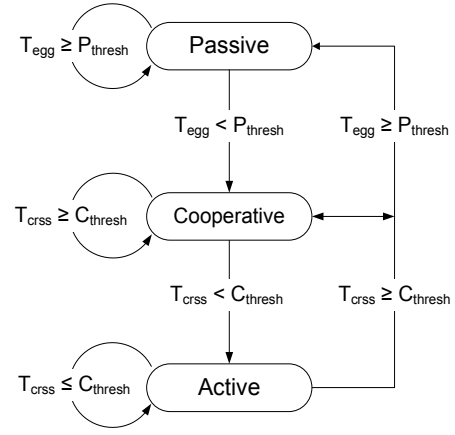 Passive
T_egg ≥ P_thresh
T_egg < P_thresh
T_egg ≥ P_thresh
Cooperative
T_crss ≥ C_thresh
T_crss < C_thresh
T_crss ≥ C_thresh
Active
T_crss ≤ C_thresh